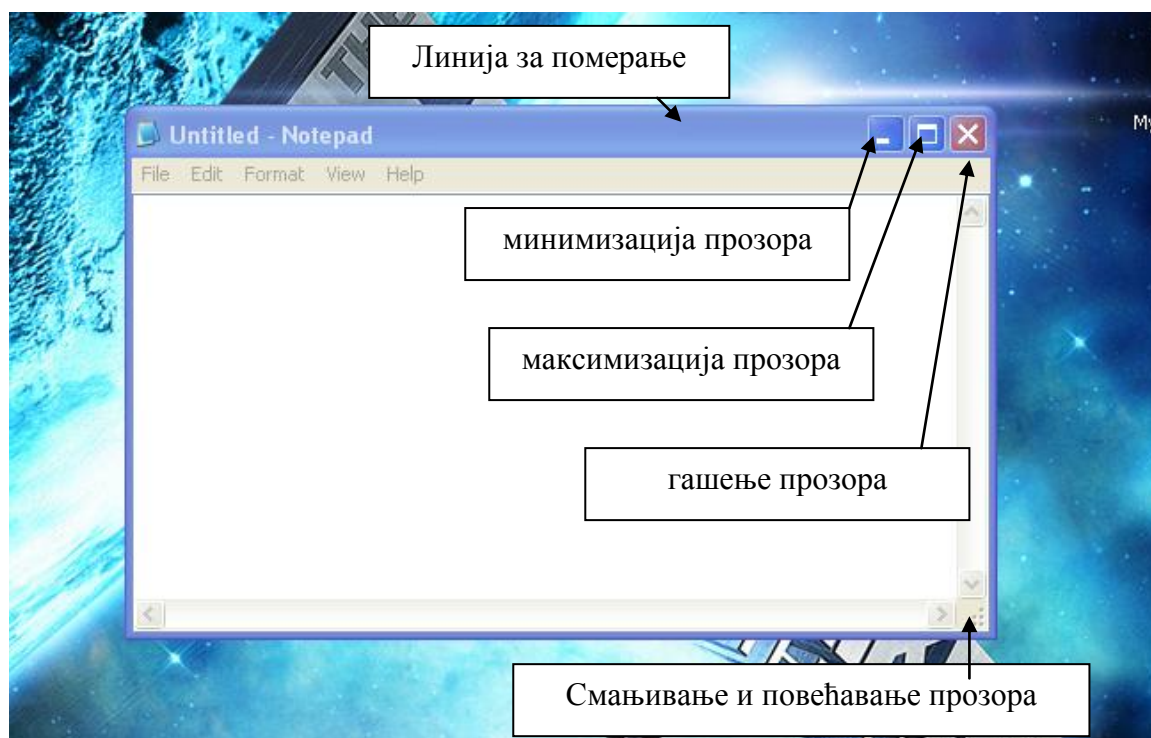 Линија за померање
My
Untitled - Notepad
File Edit Format View Help
минимизација прозора
максимизација прозора
гашење прозора
Смањивање и повећавање прозора